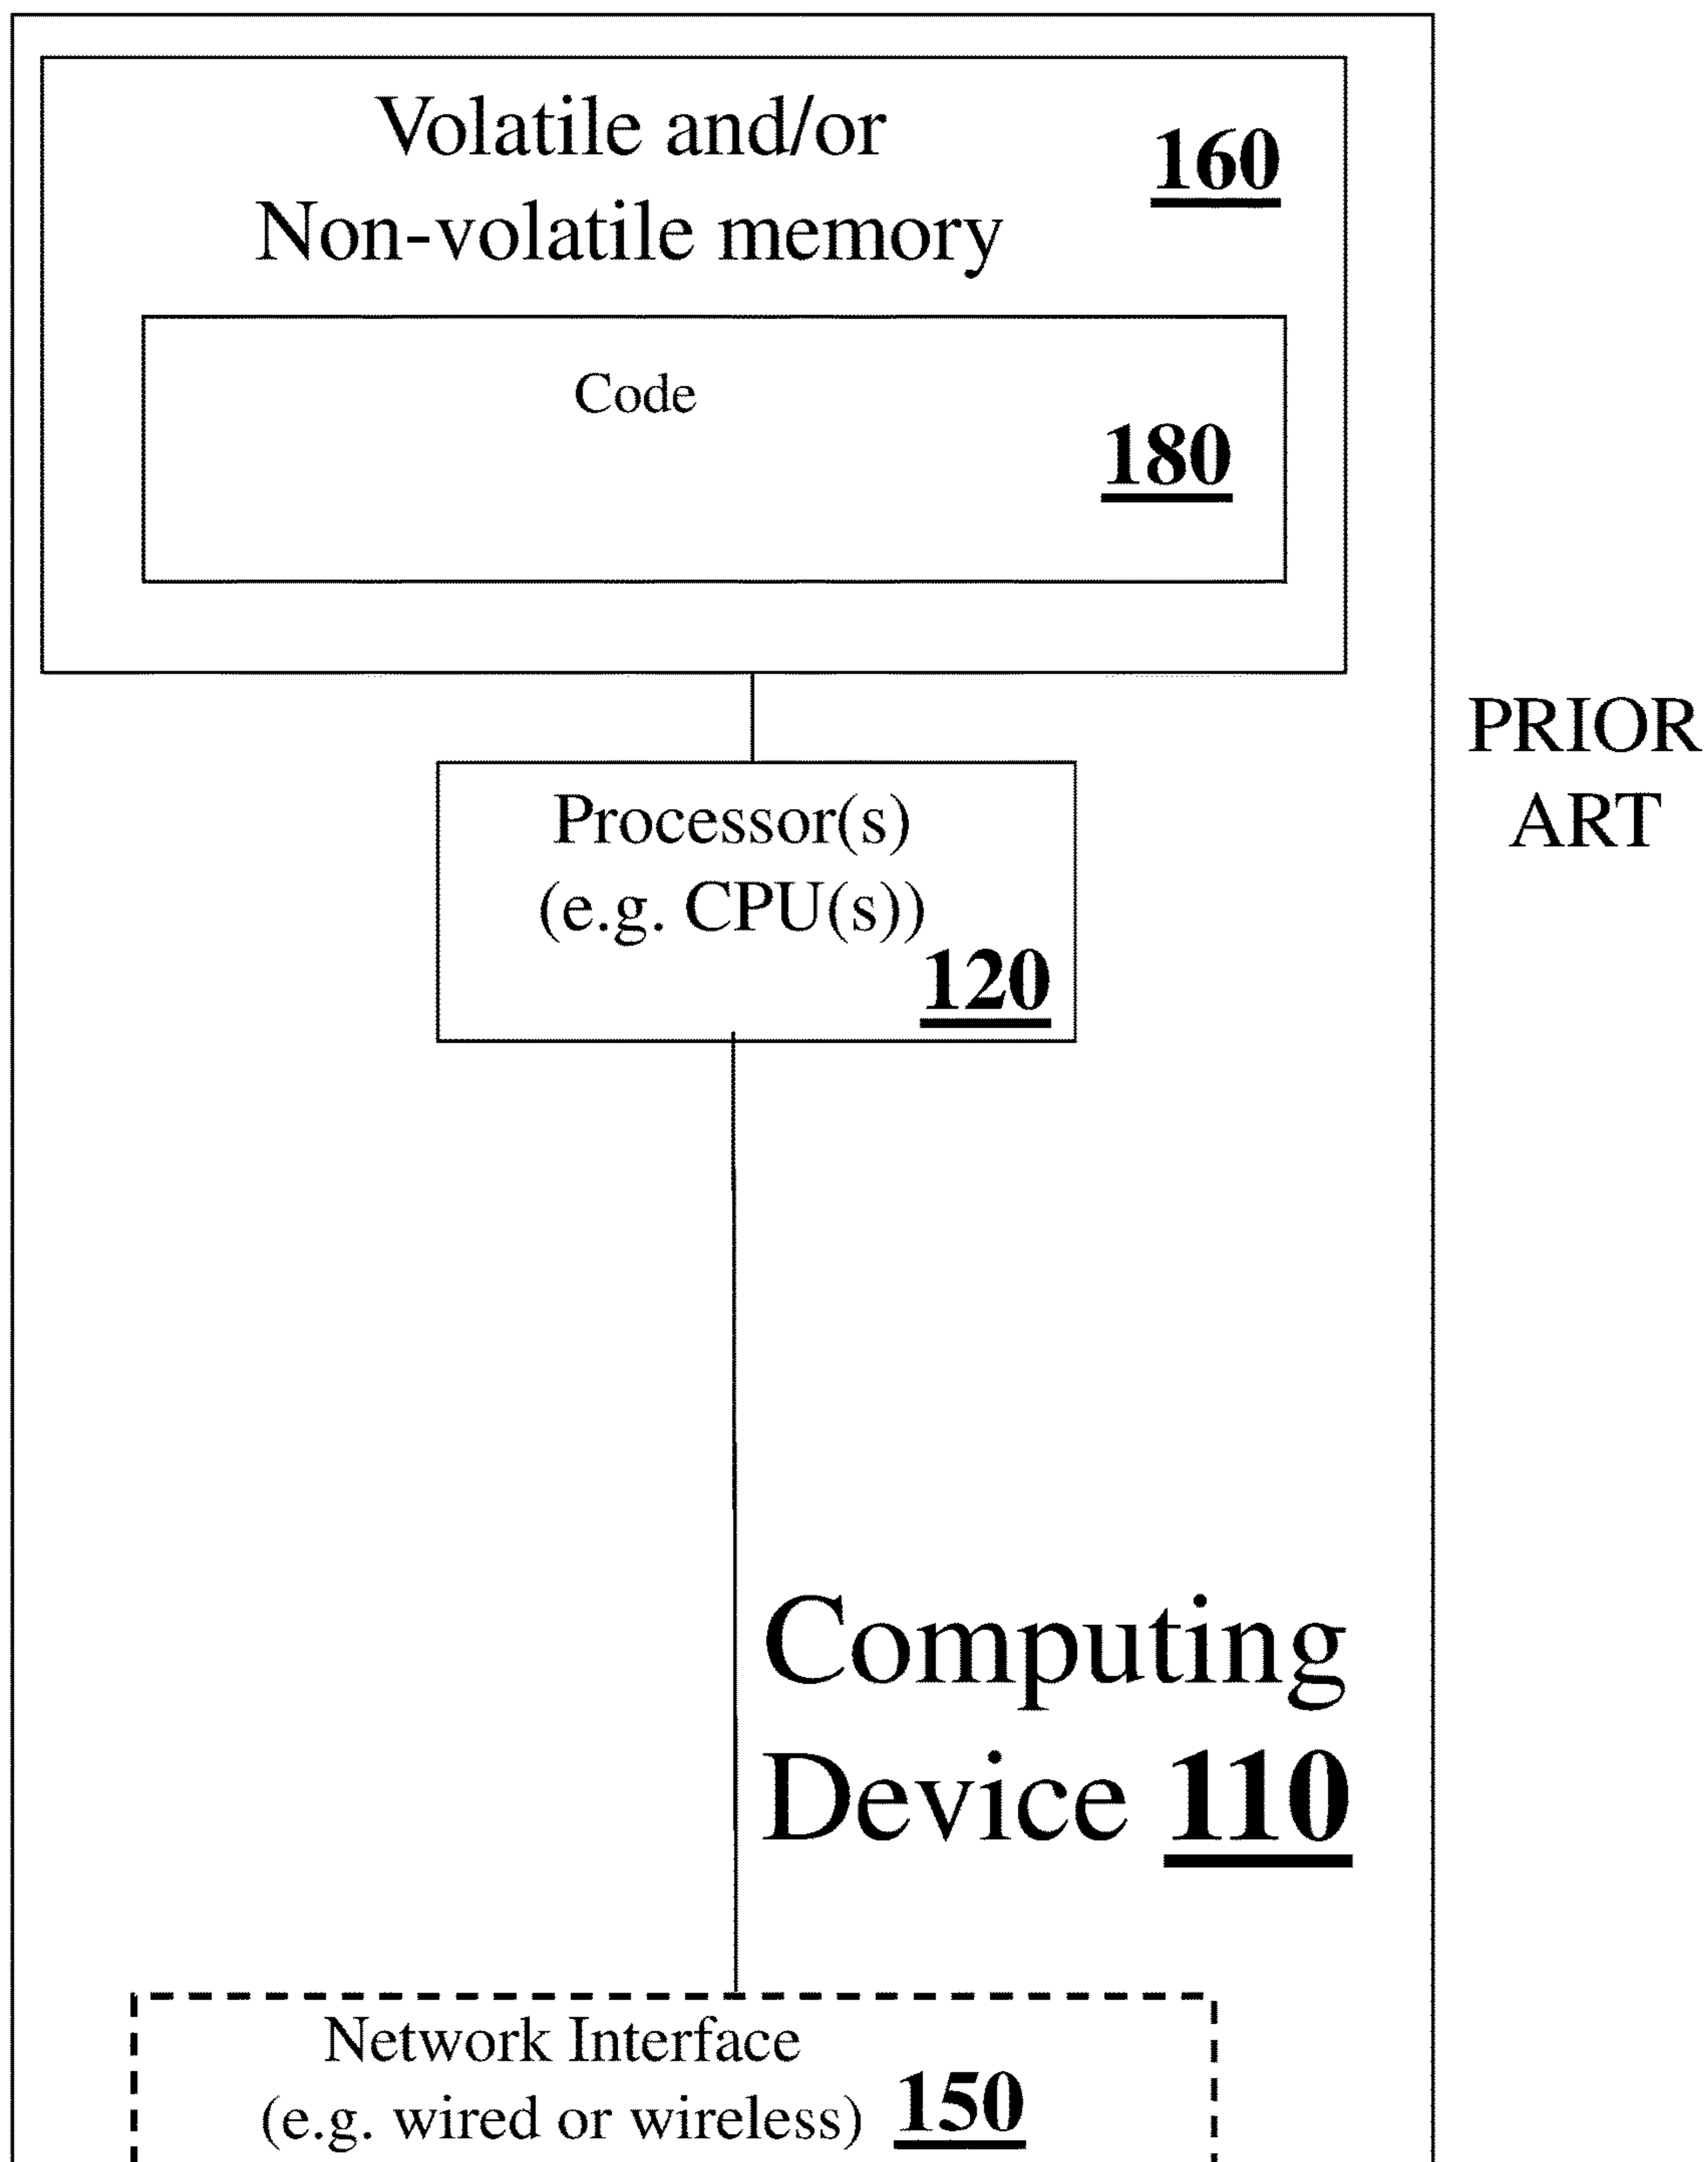 Volatile and/or
Non-volatile memory
160
Code
180
PRIOR
ART
Processor(s)
(e.g. CPU(s))
120
Computing
Device 110
Network Interface
(e.g. wired or wireless) 150